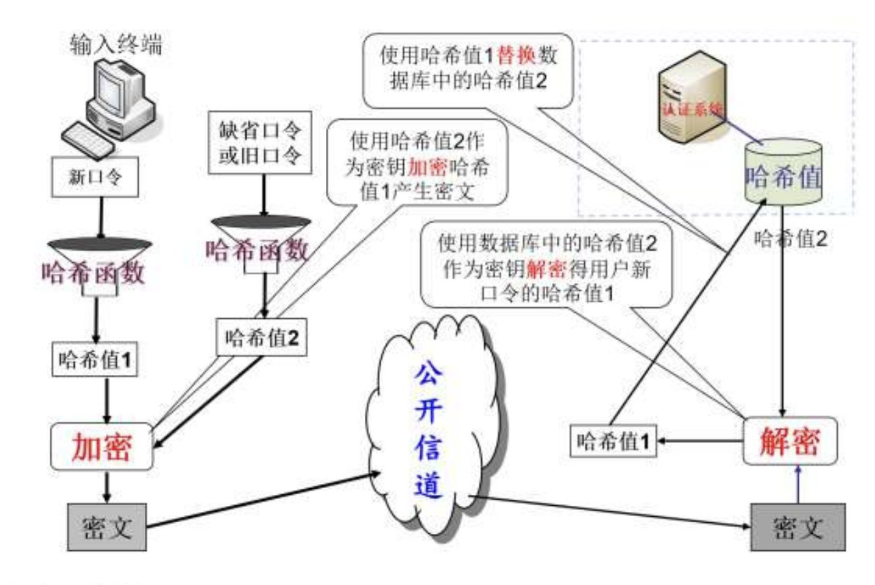 输入终端
新口令
哈希函数
哈希值1
加密
密文
缺省口令
或旧口令
哈希函数
哈希值2
使用哈希值2作
为密钥加密哈希
值1产生密文
使用哈希值1替换数
据库中的哈希值2
使用数据库中的哈希值2
作为密钥解密得用户新
口令的哈希值1
公
开
信
道
认证系统
哈希值
哈希值2
哈希值1
解密
密文